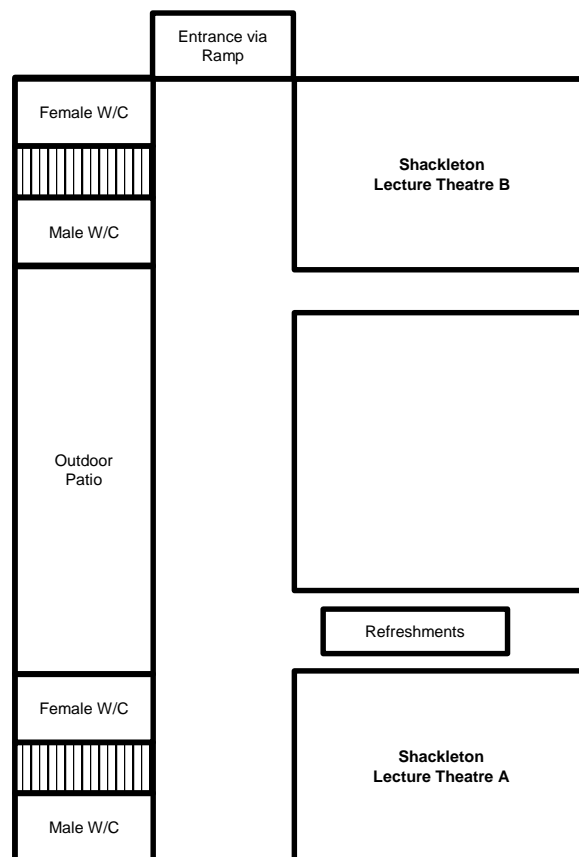 Entrance via
Ramp
Female W/C
Shackleton
Lecture Theatre B
Male W/C
Outdoor
Patio
Refreshments
Female W/C
Shackleton
Lecture Theatre A
Male W/C